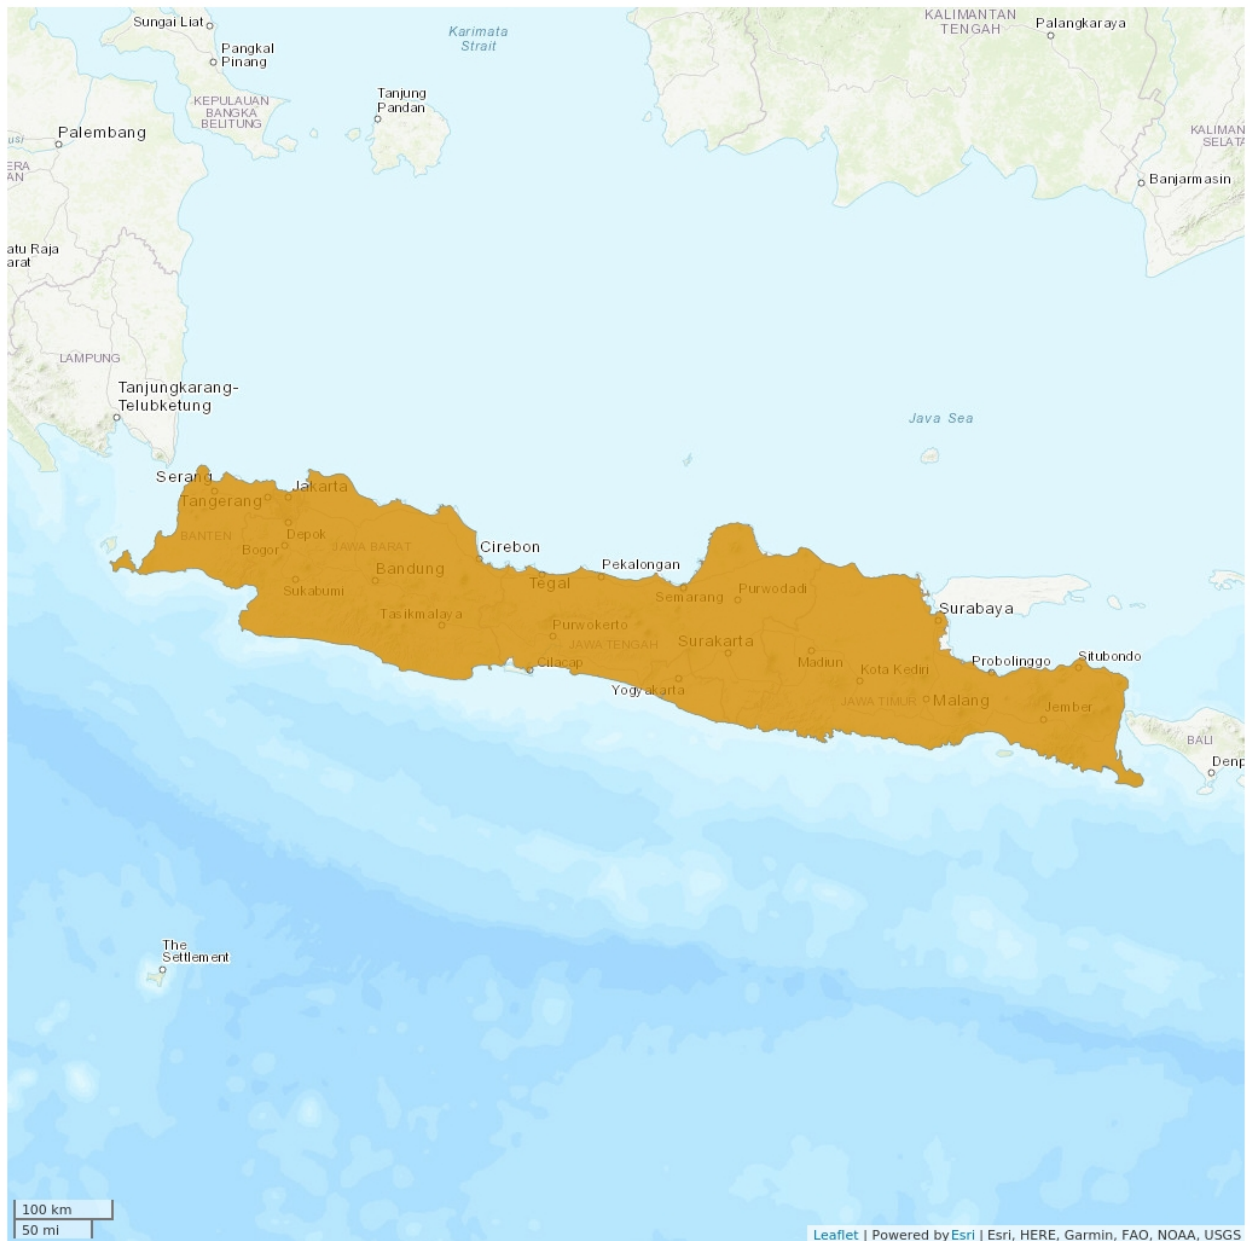 Sungai Liat
Pangkal
Pinang
KEPULAUAN
BANGKA
BELITUNG
Karimata
Strait
Tanjung
Pandan
KALIMANTAN
TENGAH
Palangkaraya
KALIMAN
SELATA
Banjarmasin
usi
Palembang
ERA
AN
atu Raja
arat
LAMPUNG
Tanjungkarang-
Telubketung
Java Sea
Serang
Tangerang
Jakarta
BANTEN
Depok
Bogor
JAWA BARAT
Cirebon
Bandung
Sukabumi
Tasikmalaya
Tegal
Pekalongan
Semarang
Purwodadi
Purwokerto
JAWA TENGAH
Surakarta
Cilacap
Yogyakarta
Surabaya
Madiun
Kota Kediri
Probolinggo
Situbondo
JAWA TIMUR
Malang
Jember
BALI
Denp
The
Settlement
100 km
50 mi
Leaflet | Powered by Esri | Esri, HERE, Garmin, FAO, NOAA, USGS